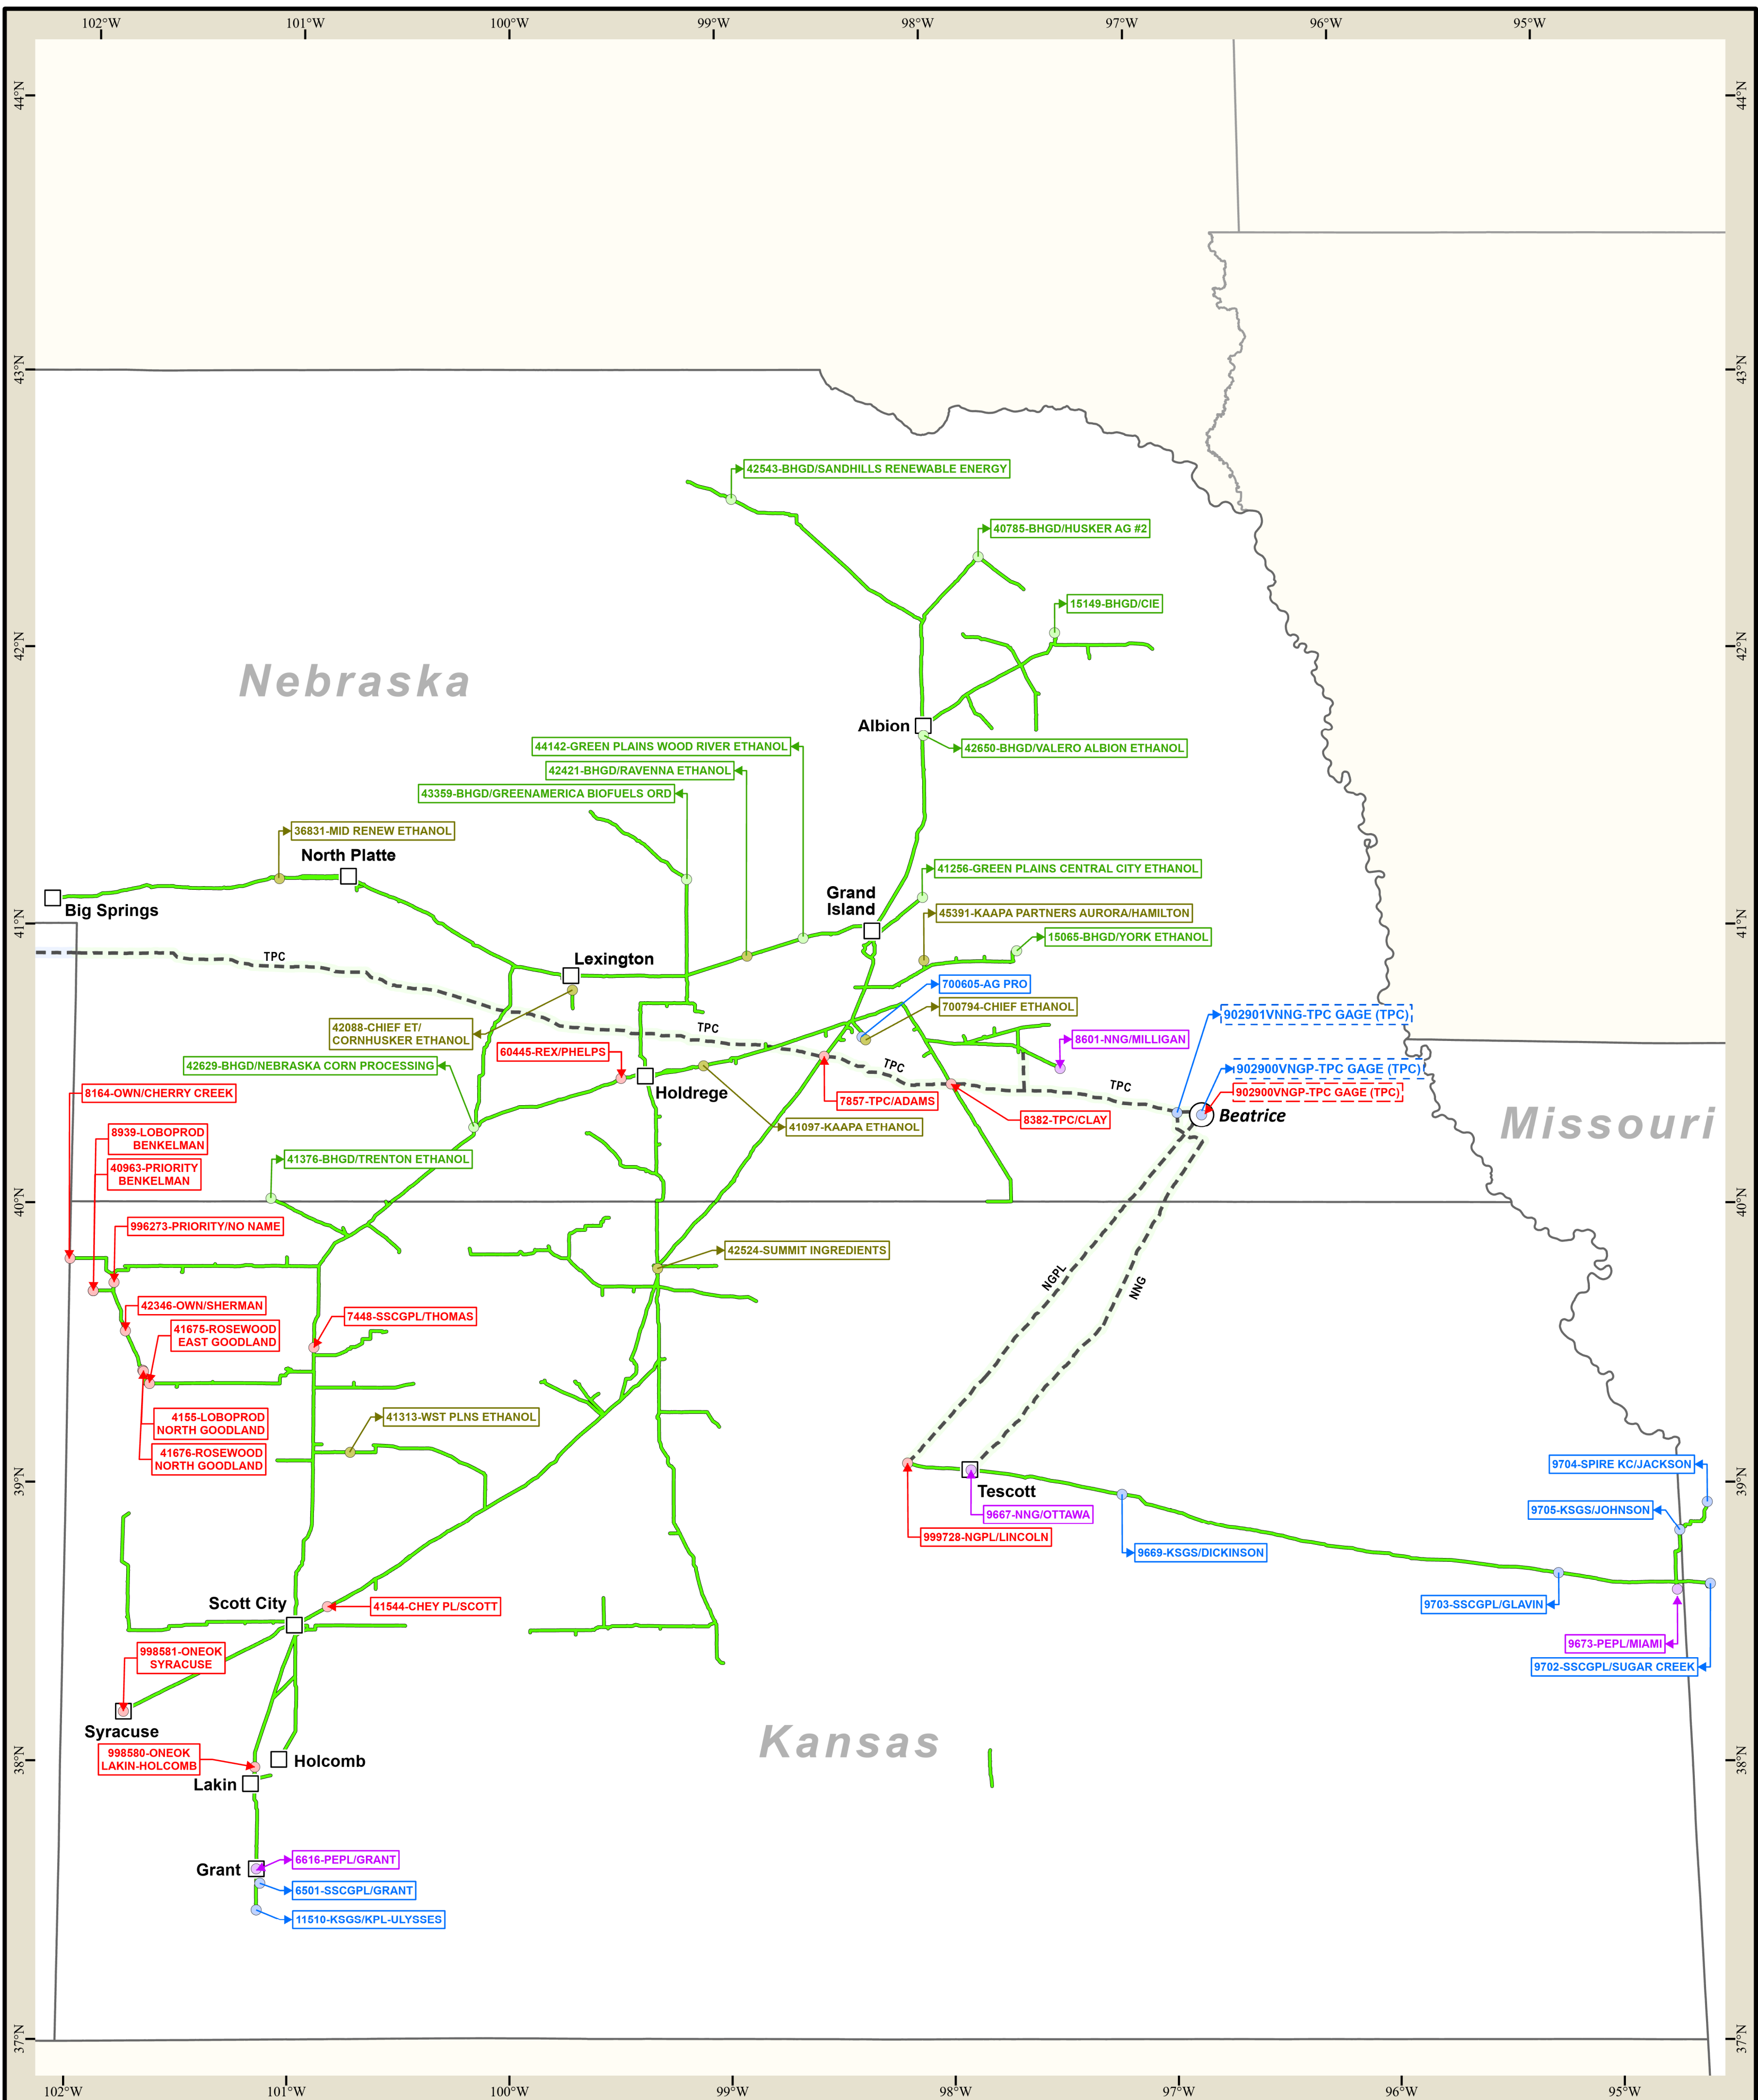 102°W 101°W 100°W 99°W 98°W 97°W 96°W 95°W
44°N
44°N
43°N
43°N
42543-BHGD/SANDHILLS RENEWABLE ENERGY
40785-BHGD/HUSKER AG #2
15149-BHGD/CIE
42°N
42°N
Nebraska
Albion
42650-BHGD/VALERO ALBION ETHANOL
44142-GREEN PLAINS WOOD RIVER ETHANOL
42421-BHGD/RAVENNA ETHANOL
43359-BHGD/GREENAMERICA BIOFUELS ORD
36831-MID RENEW ETHANOL
North Platte
Big Springs
41256-GREEN PLAINS CENTRAL CITY ETHANOL
Grand
Island
45391-KAAPA PARTNERS AURORA/HAMILTON
41°N
41°N
15065-BHGD/YORK ETHANOL
TPC
Lexington
700605-AG PRO
700794-CHIEF ETHANOL
902901VNNG-TPC GAGE (TPC)
42088-CHIEF ET/
CORNHUSKER ETHANOL
TPC
8601-NNG/MILLIGAN
60445-REX/PHELPS
42629-BHGD/NEBRASKA CORN PROCESSING
TPC
902900VNGP-TPC GAGE (TPC)
TPC
902900VNGP-TPC GAGE (TPC)
8164-OWN/CHERRY CREEK
Holdrege
7857-TPC/ADAMS
8382-TPC/CLAY
Beatrice
Missouri
41097-KAAPA ETHANOL
8939-LOBOPROD
BENKELMAN
40963-PRIORITY
BENKELMAN
41376-BHGD/TRENTON ETHANOL
40°N
40°N
996273-PRIORITY/NO NAME
42524-SUMMIT INGREDIENTS
NGPL
NNG
42346-OWN/SHERMAN
7448-SSCGPL/THOMAS
41675-ROSEWOOD
EAST GOODLAND
4155-LOBOPROD
NORTH GOODLAND
41313-WST PLNS ETHANOL
41676-ROSEWOOD
NORTH GOODLAND
9704-SPIRE KC/JACKSON
39°N
39°N
Tescott
9705-KSGS/JOHNSON
9667-NNG/OTTAWA
999728-NGPL/LINCOLN
9669-KSGS/DICKINSON
Scott City
41544-CHEY PL/SCOTT
9703-SSCGPL/GLAVIN
998581-ONEOK
SYRACUSE
9673-PEPL/MIAMI
9702-SSCGPL/SUGAR CREEK
Syracuse
Kansas
998580-ONEOK
LAKIN-HOLCOMB
Holcomb
38°N
38°N
Lakin
Grant
6616-PEPL/GRANT
6501-SSCGPL/GRANT
11510-KSGS/KPL-ULYSSES
37°N
37°N
102°W 101°W 100°W 99°W 98°W 97°W 96°W 95°W